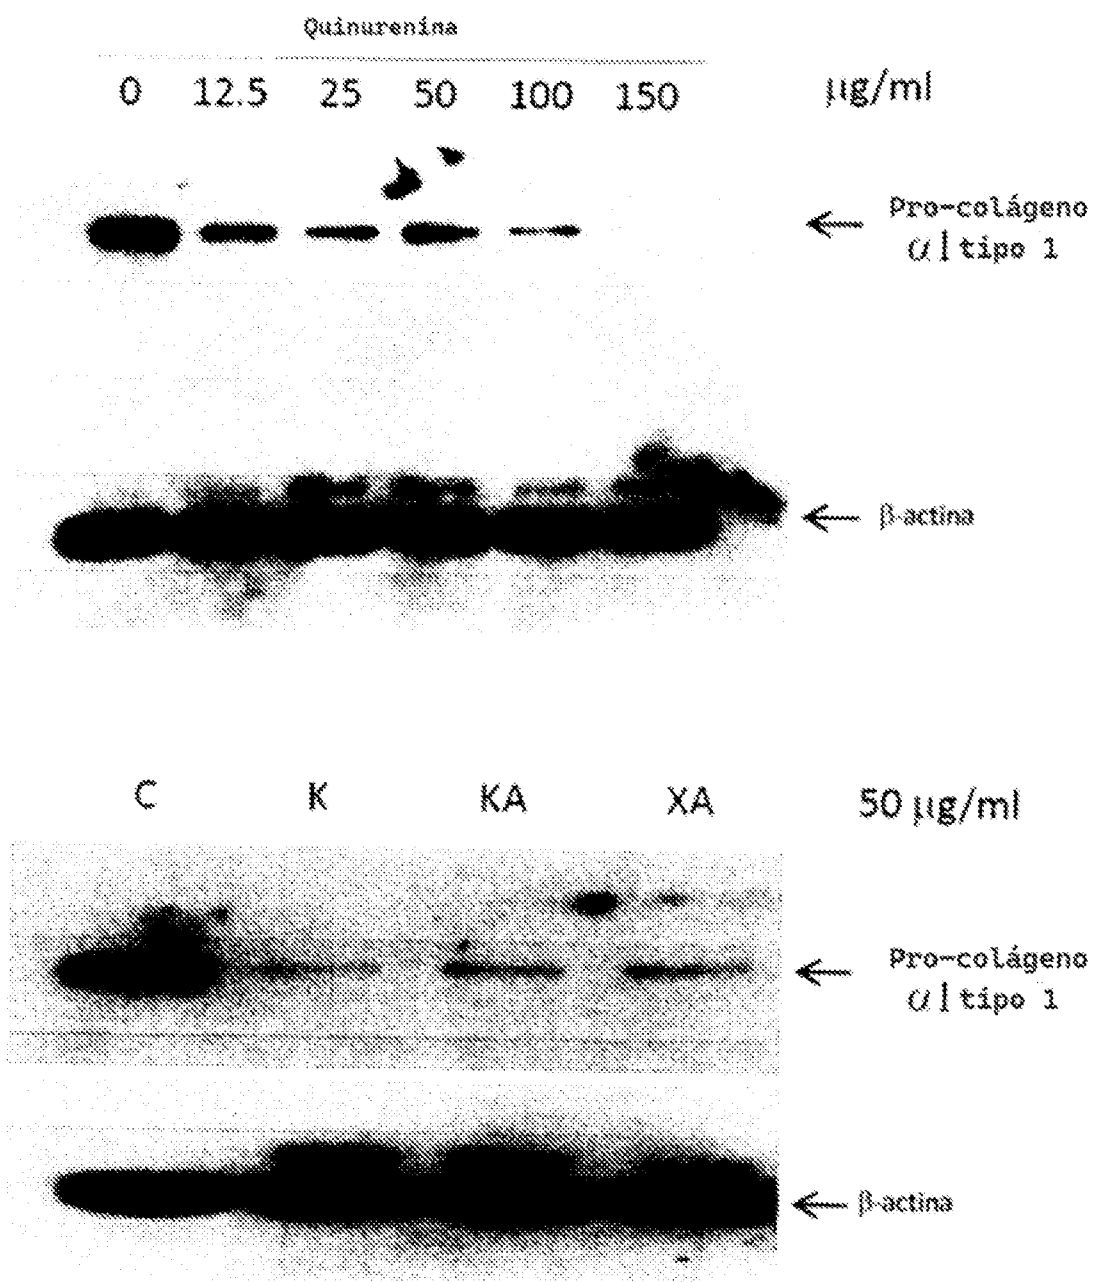 Quinurenina
0 12.5 25 50 100 150 µg/ml
Pro-colágeno
α1 tipo 1
β-actina
C K KA XA 50 µg/ml
Pro-colágeno
α1 tipo 1
β-actina